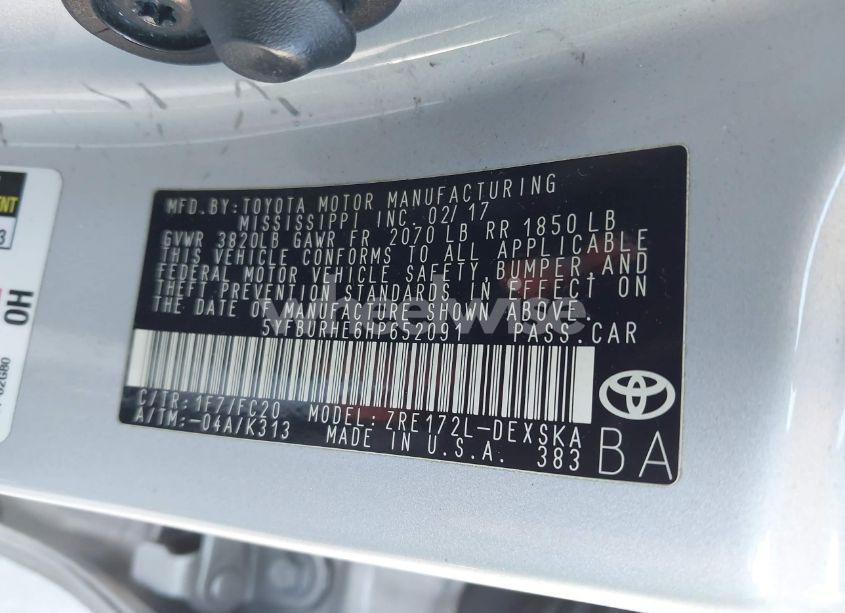 MFD.BY:TOYOTA MOTOR MANUFACTURING
MISSISSIPPI INC. 02/17
GVWR 3820LB GAWR FR 2070 LB RR 1850 LB
THIS VEHICLE CONFORMS TO ALL APPLICABLE
FEDERAL MOTOR VEHICLE SAFETY,BUMPER,AND
THEFT PREVENTION STANDARDS IN EFFECT ON
THE DATE OF MANUFACTURE SHOWN ABOVE.
5YFBURHE6HP652091 PASS.CAR
C/TR:1F7/FC20 MODEL:ZRE172L-DEXSKA
A/TM:-04A/K313 MADE IN U.S.A. 383
BA
OH
wheelwise